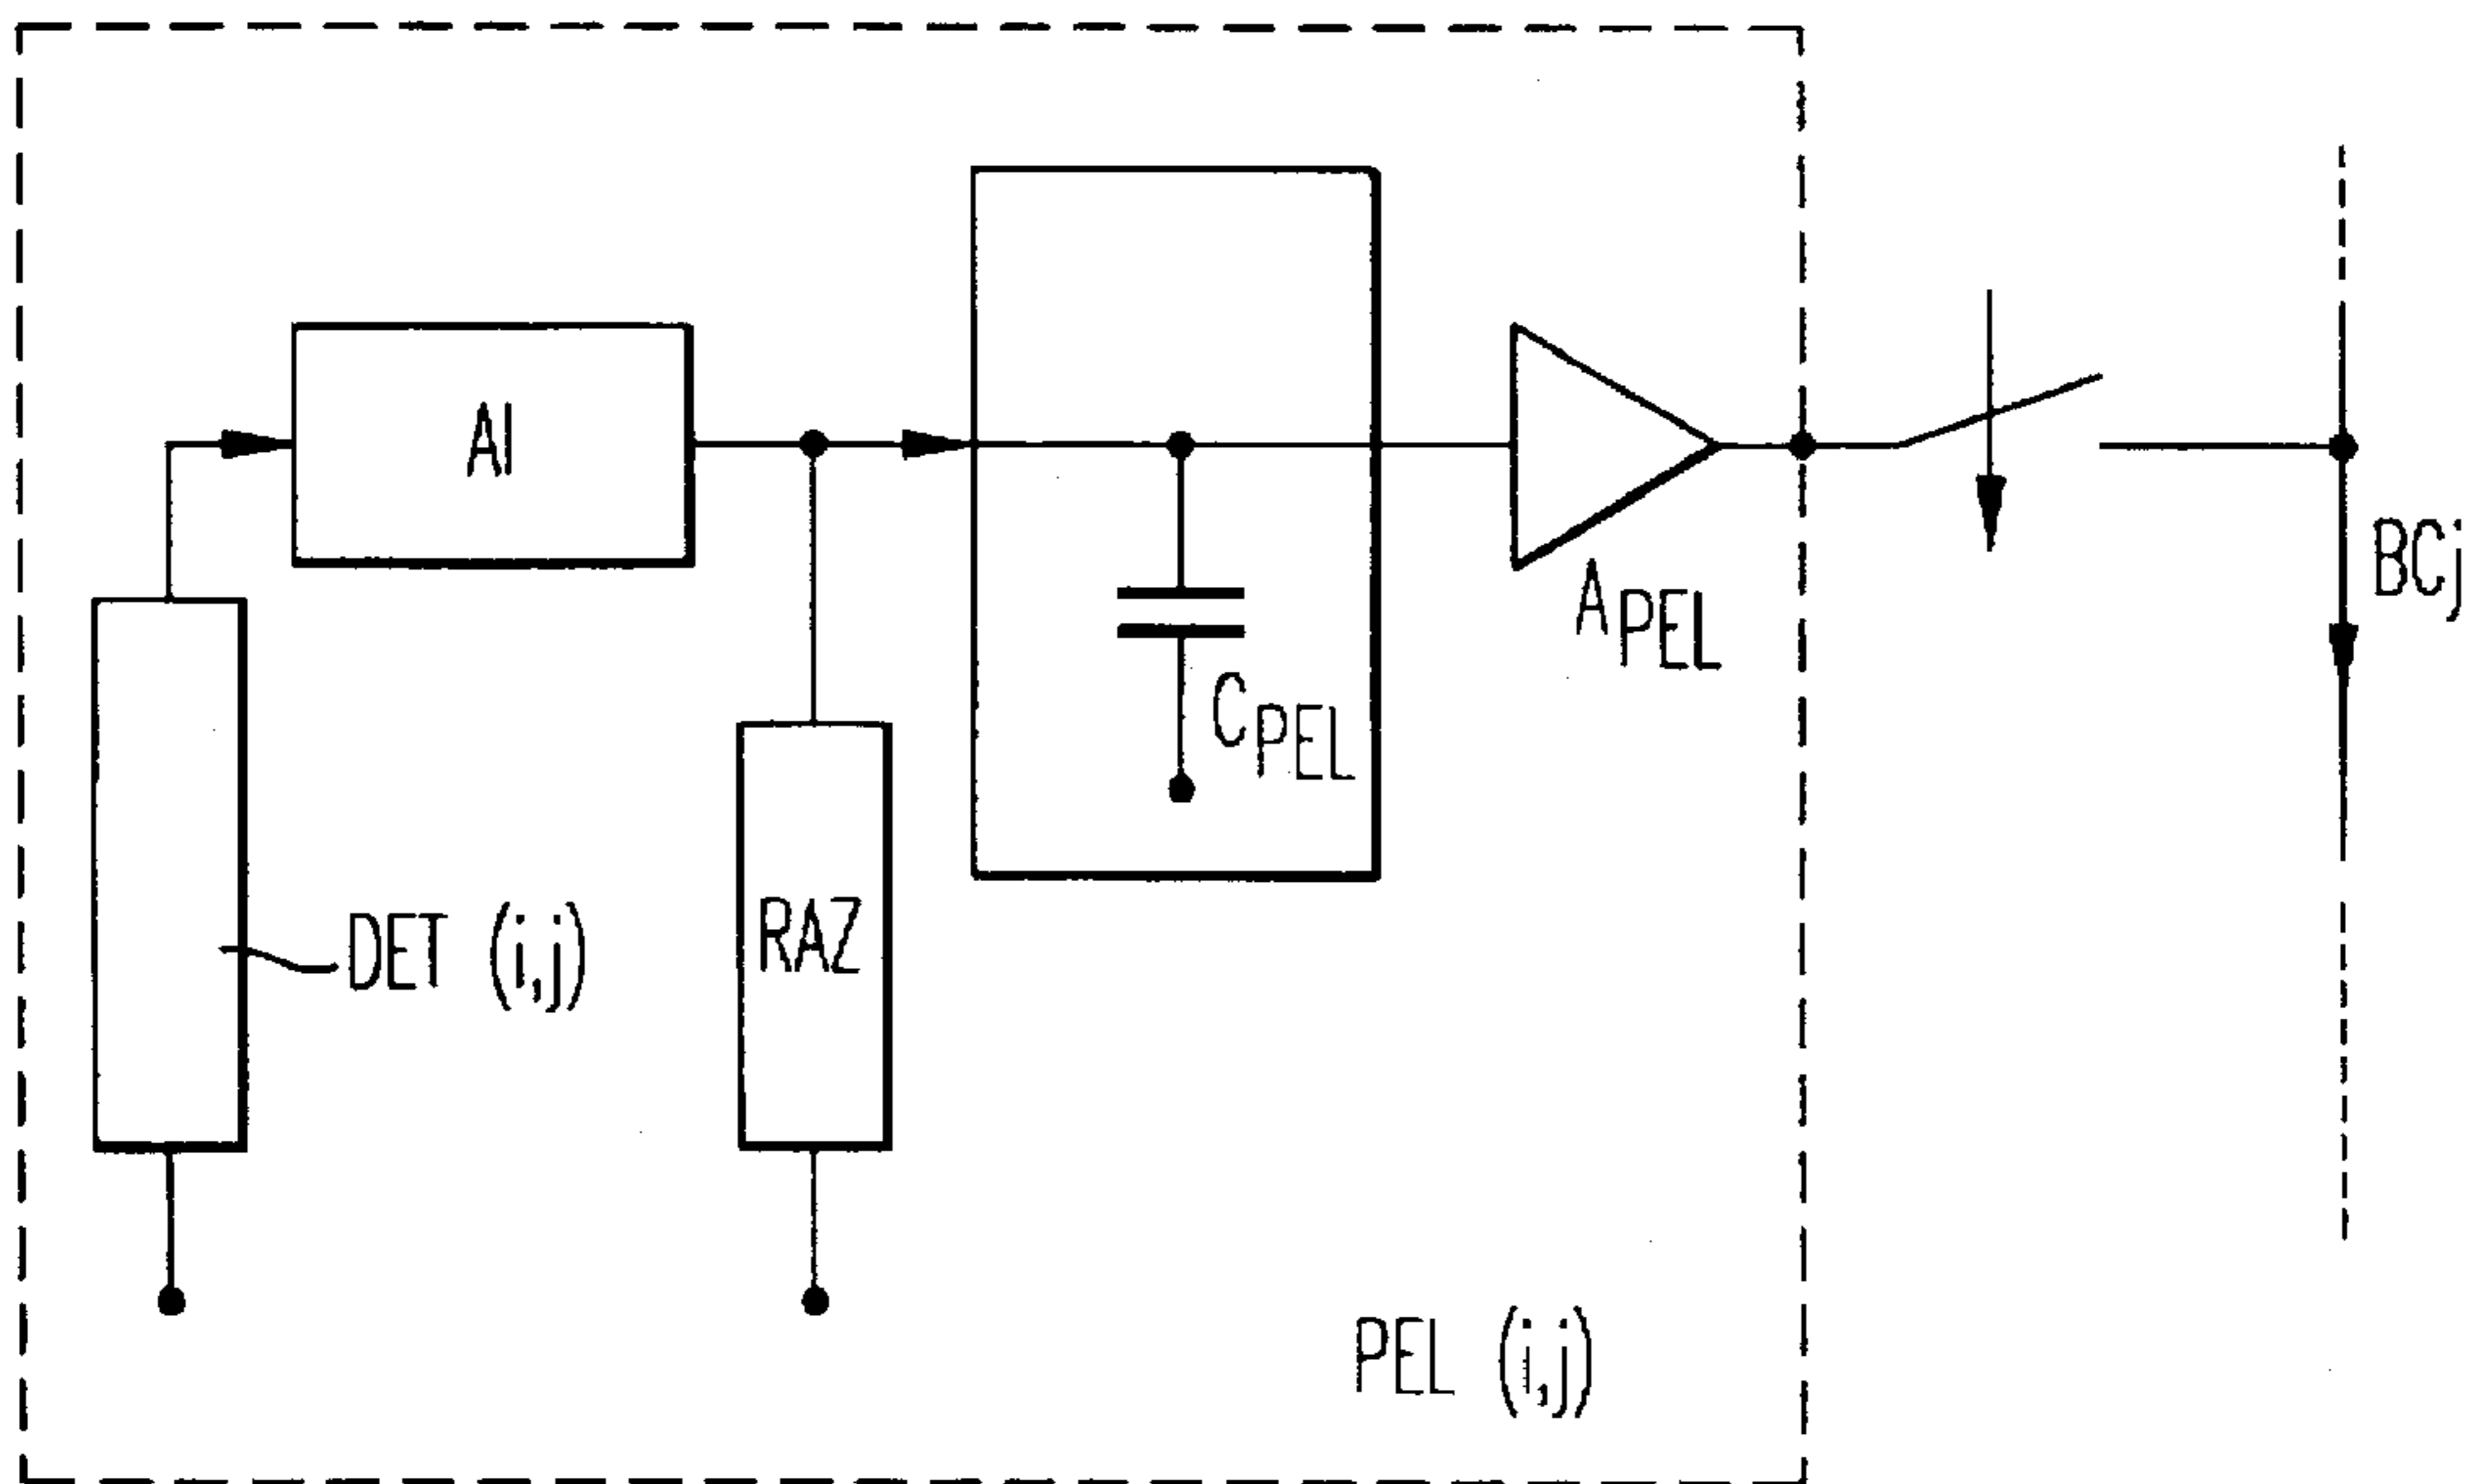 AI
BCj
APEL
CPEL
RAZ
DET (i,j)
PEL (i,j)